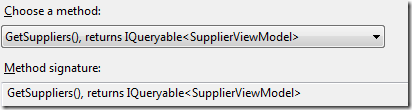 Choose a method:
GetSuppliers(), returns IQueryable<SupplierViewModel>
Method signature:
GetSuppliers(), returns IQueryable<SupplierViewModel>